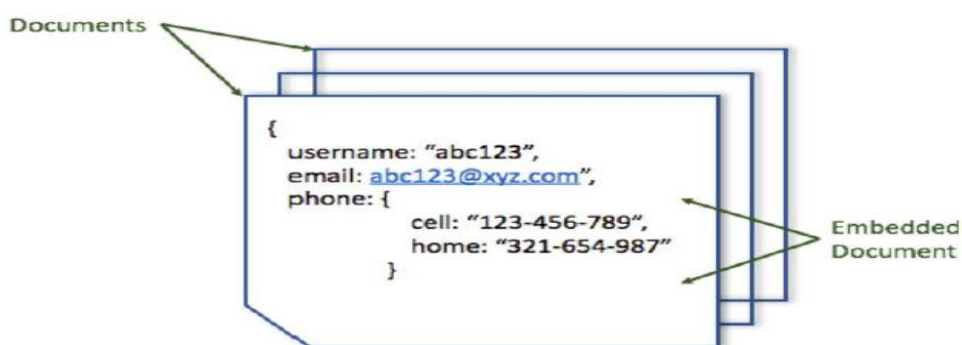 Documents
{
username: “abc123”,
email: abc123@xyz.com”,
phone: {
cell: “123-456-789”,
home: “321-654-987”
}
Embedded
Document